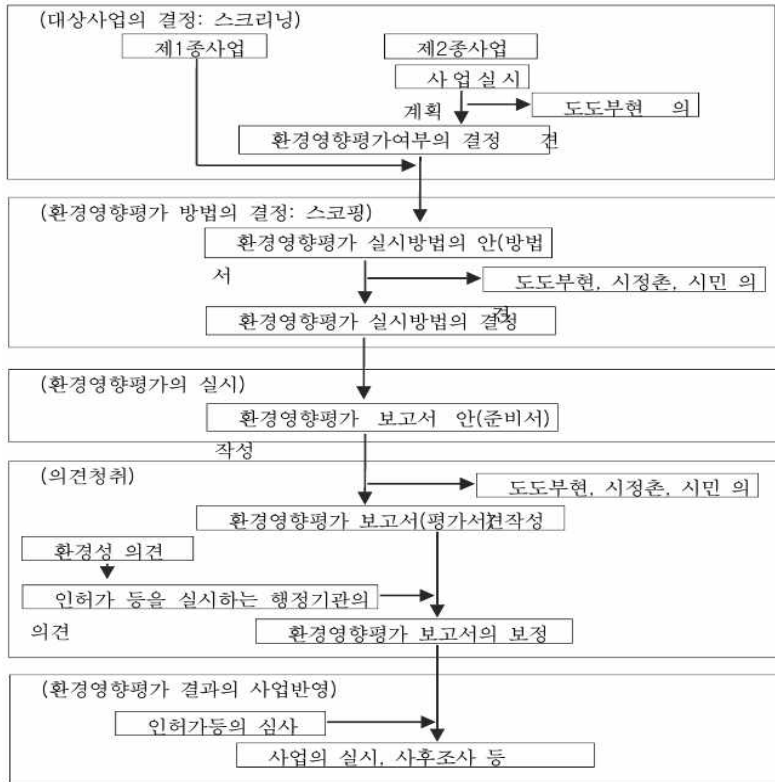 (대상사업의 결정: 스크리닝)
제1종사업
제2종사업
사업실시
계획
도도부현 의
환경영향평가여부의 결정 견
(환경영향평가 방법의 결정: 스코핑)
환경영향평가 실시방법의 안(방법
서
도도부현, 시정촌, 시민 의
견
환경영향평가 실시방법의 결정
(환경영향평가의 실시)
환경영향평가 보고서 안(준비서)
작성
(의견청취)
도도부현, 시정촌, 시민 의
환경영향평가 보고서(평가서)견작성
환경성 의견
인허가 등을 실시하는 행정기관의
의견
환경영향평가 보고서의 보정
(환경영향평가 결과의 사업반영)
인허가등의 심사
사업의 실시, 사후조사 등